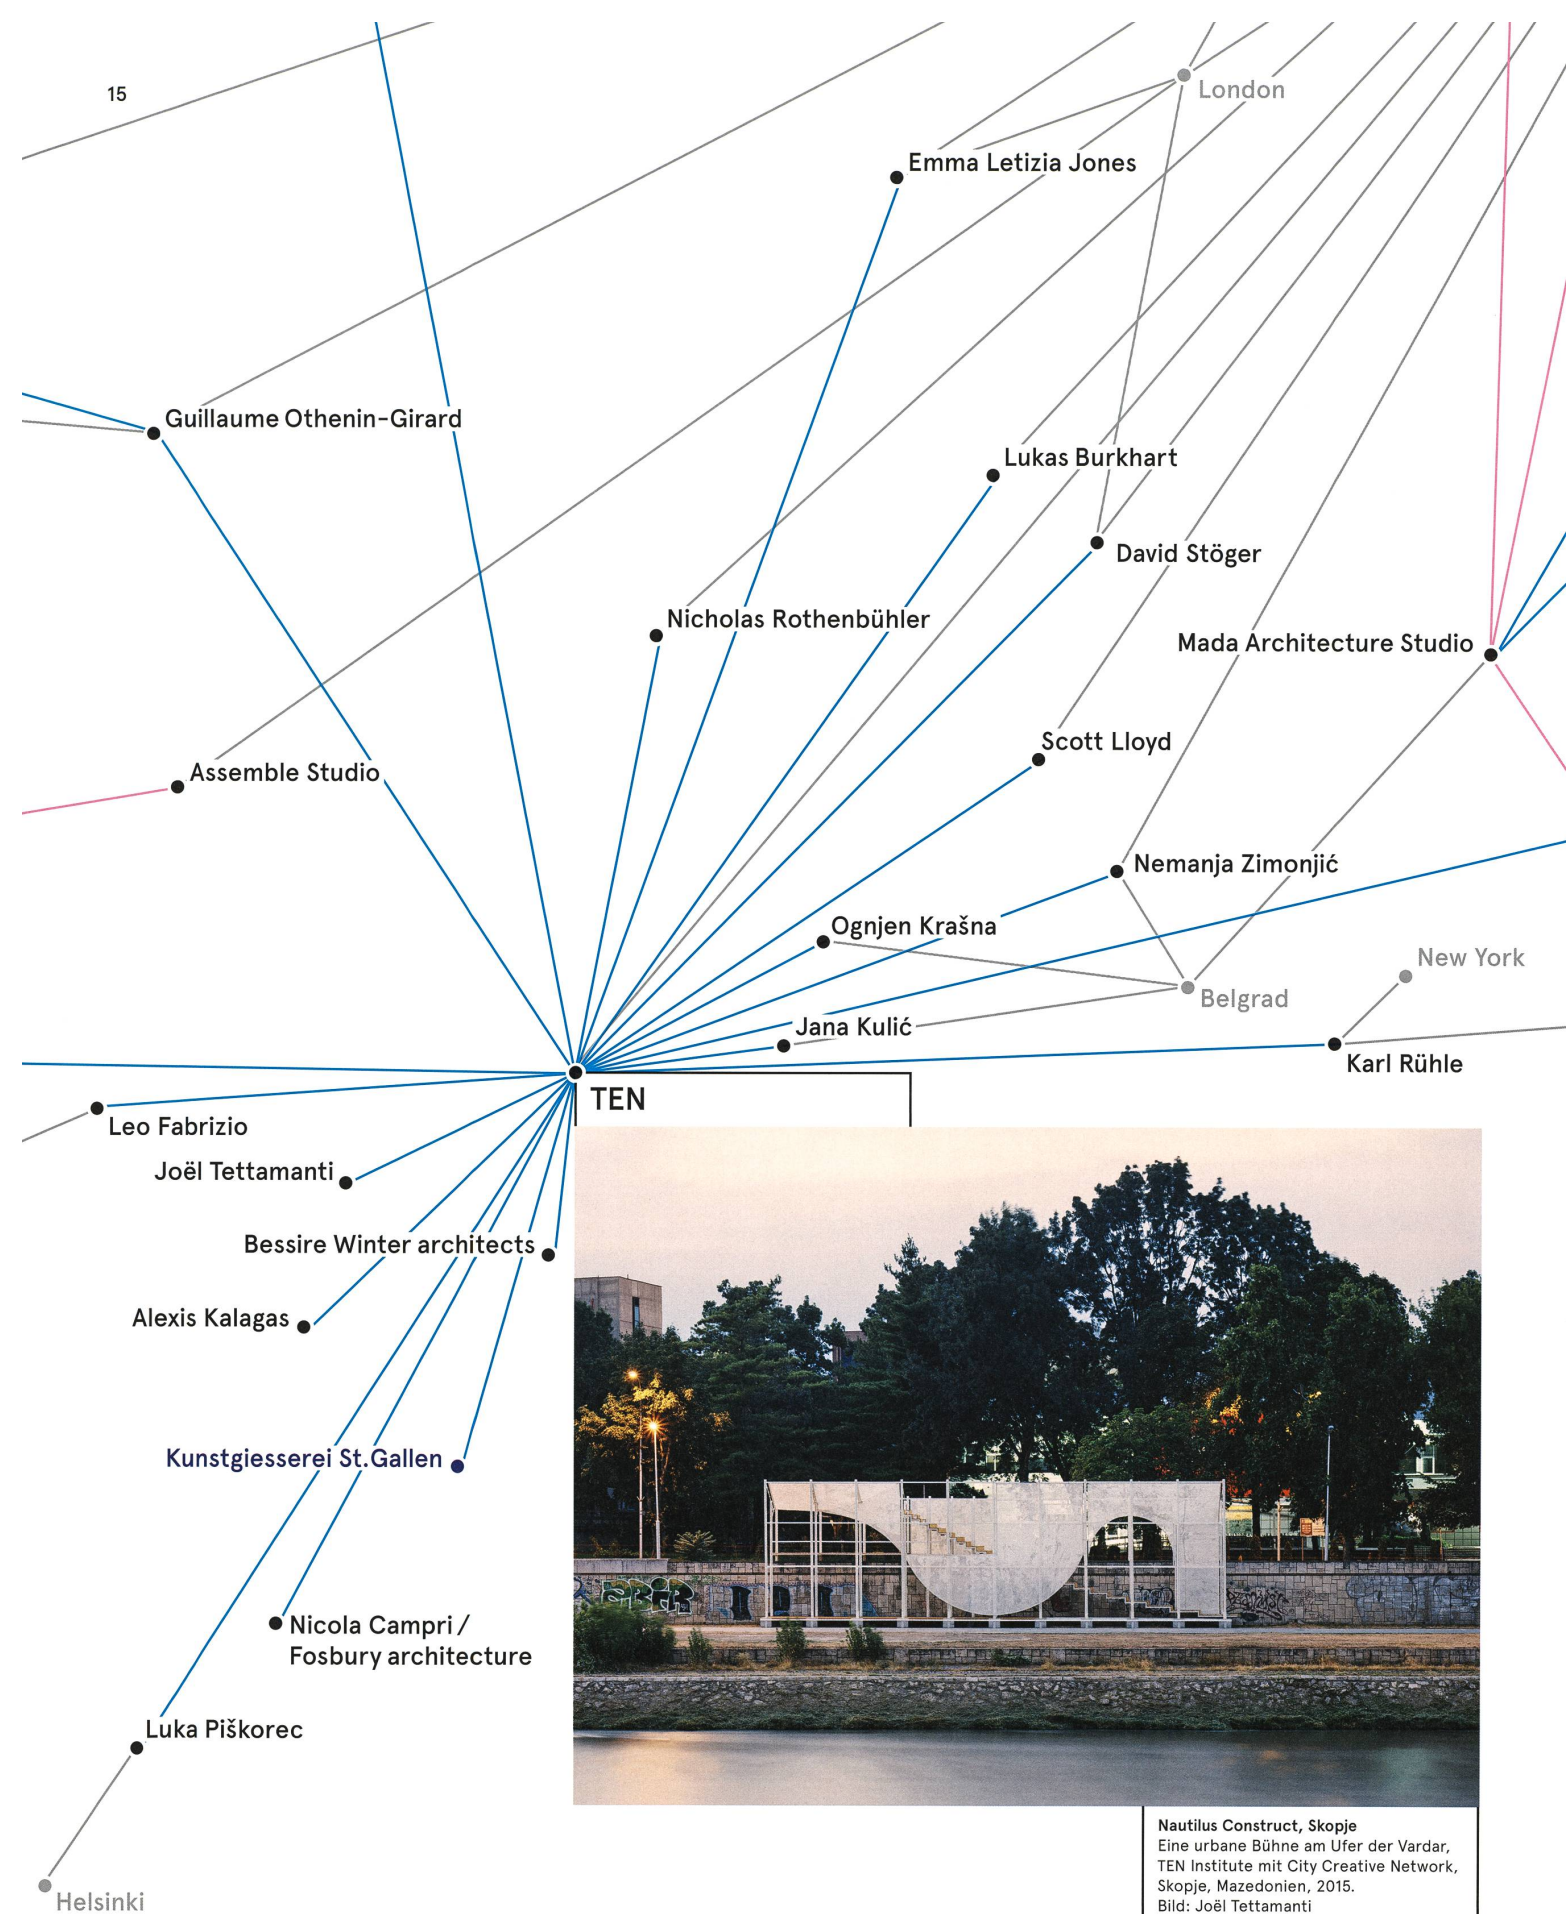 15
London
Emma Letizia Jones
Guillaume Othenin-Girard
Lukas Burkhart
David Stöger
Nicholas Rothenbühler
Mada Architecture Studio
Scott Lloyd
Assemble Studio
Nemanja Zimonjić
Ognjen Krašna
New York
Belgrad
Jana Kulić
Karl Rühle
TEN
Leo Fabrizio
Joël Tettamanti
Bessire Winter architects
Alexis Kalagas
Kunstgiesserei St.Gallen
Nicola Campri /
Fosbury architecture
Luka Piškorec
Helsinki
Nautilus Construct, Skopje
Eine urbane Bühne am Ufer der Vardar,
TEN Institute mit City Creative Network,
Skopje, Mazedonien, 2015.
Bild: Joël Tettamanti